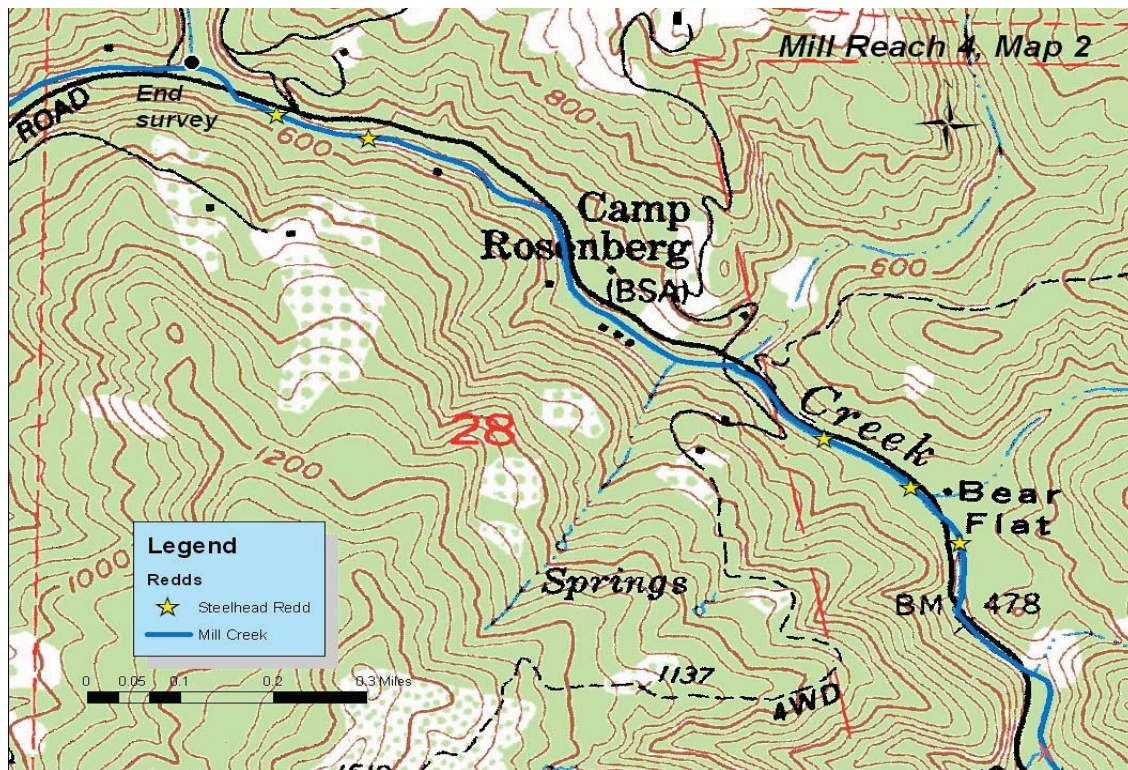 Mill Reach 4, Map 2
ROAD
End
survey
600
800
Camp
Rosenberg
(BSA)
600
28
Creek
1200
Bear
Flat
1000
Springs
BM 478
1137
4WD
Legend
Redds
Steelhead Redd
Mill Creek
0 0.05 0.1 0.2 0.3 Miles